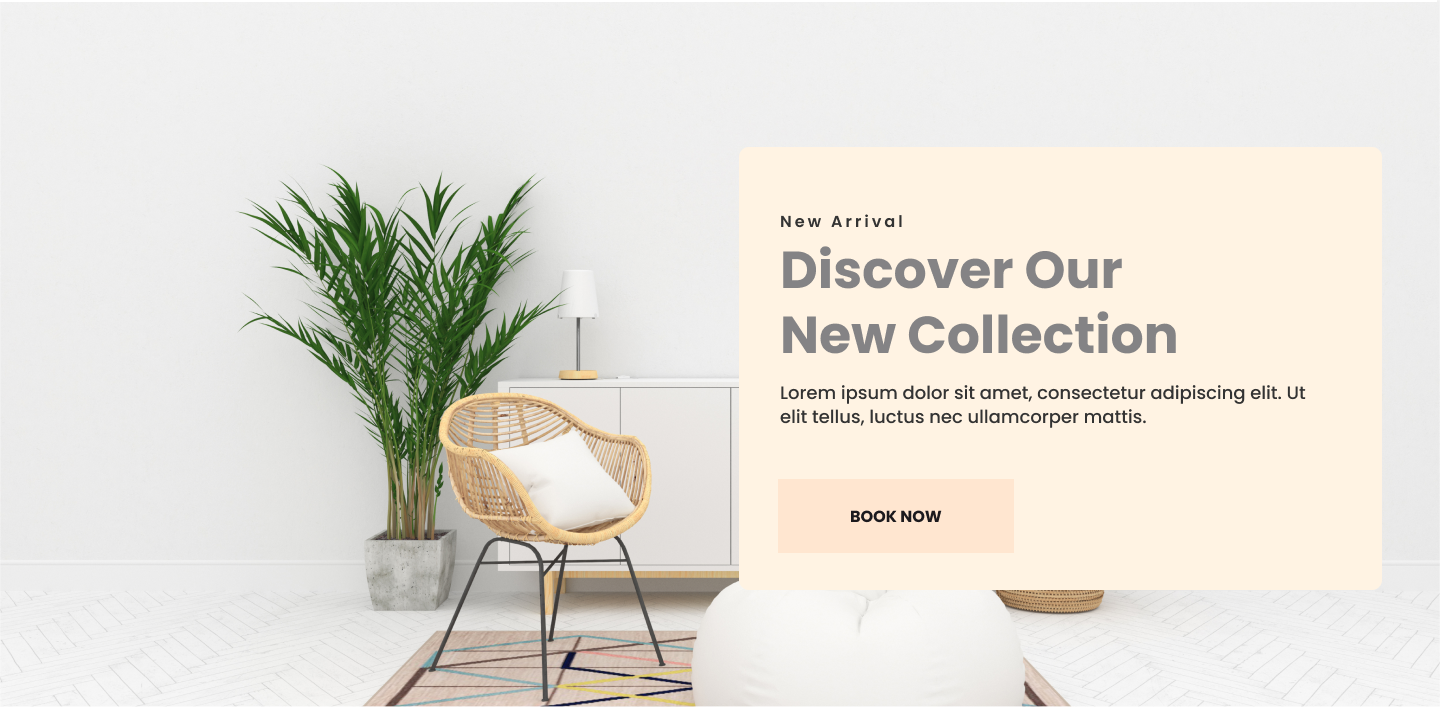 New Arrival
Discover Our
New Collection
Lorem ipsum dolor sit amet, consectetur adipiscing elit. Ut
elit tellus, luctus nec ullamcorper mattis.
BOOK NOW